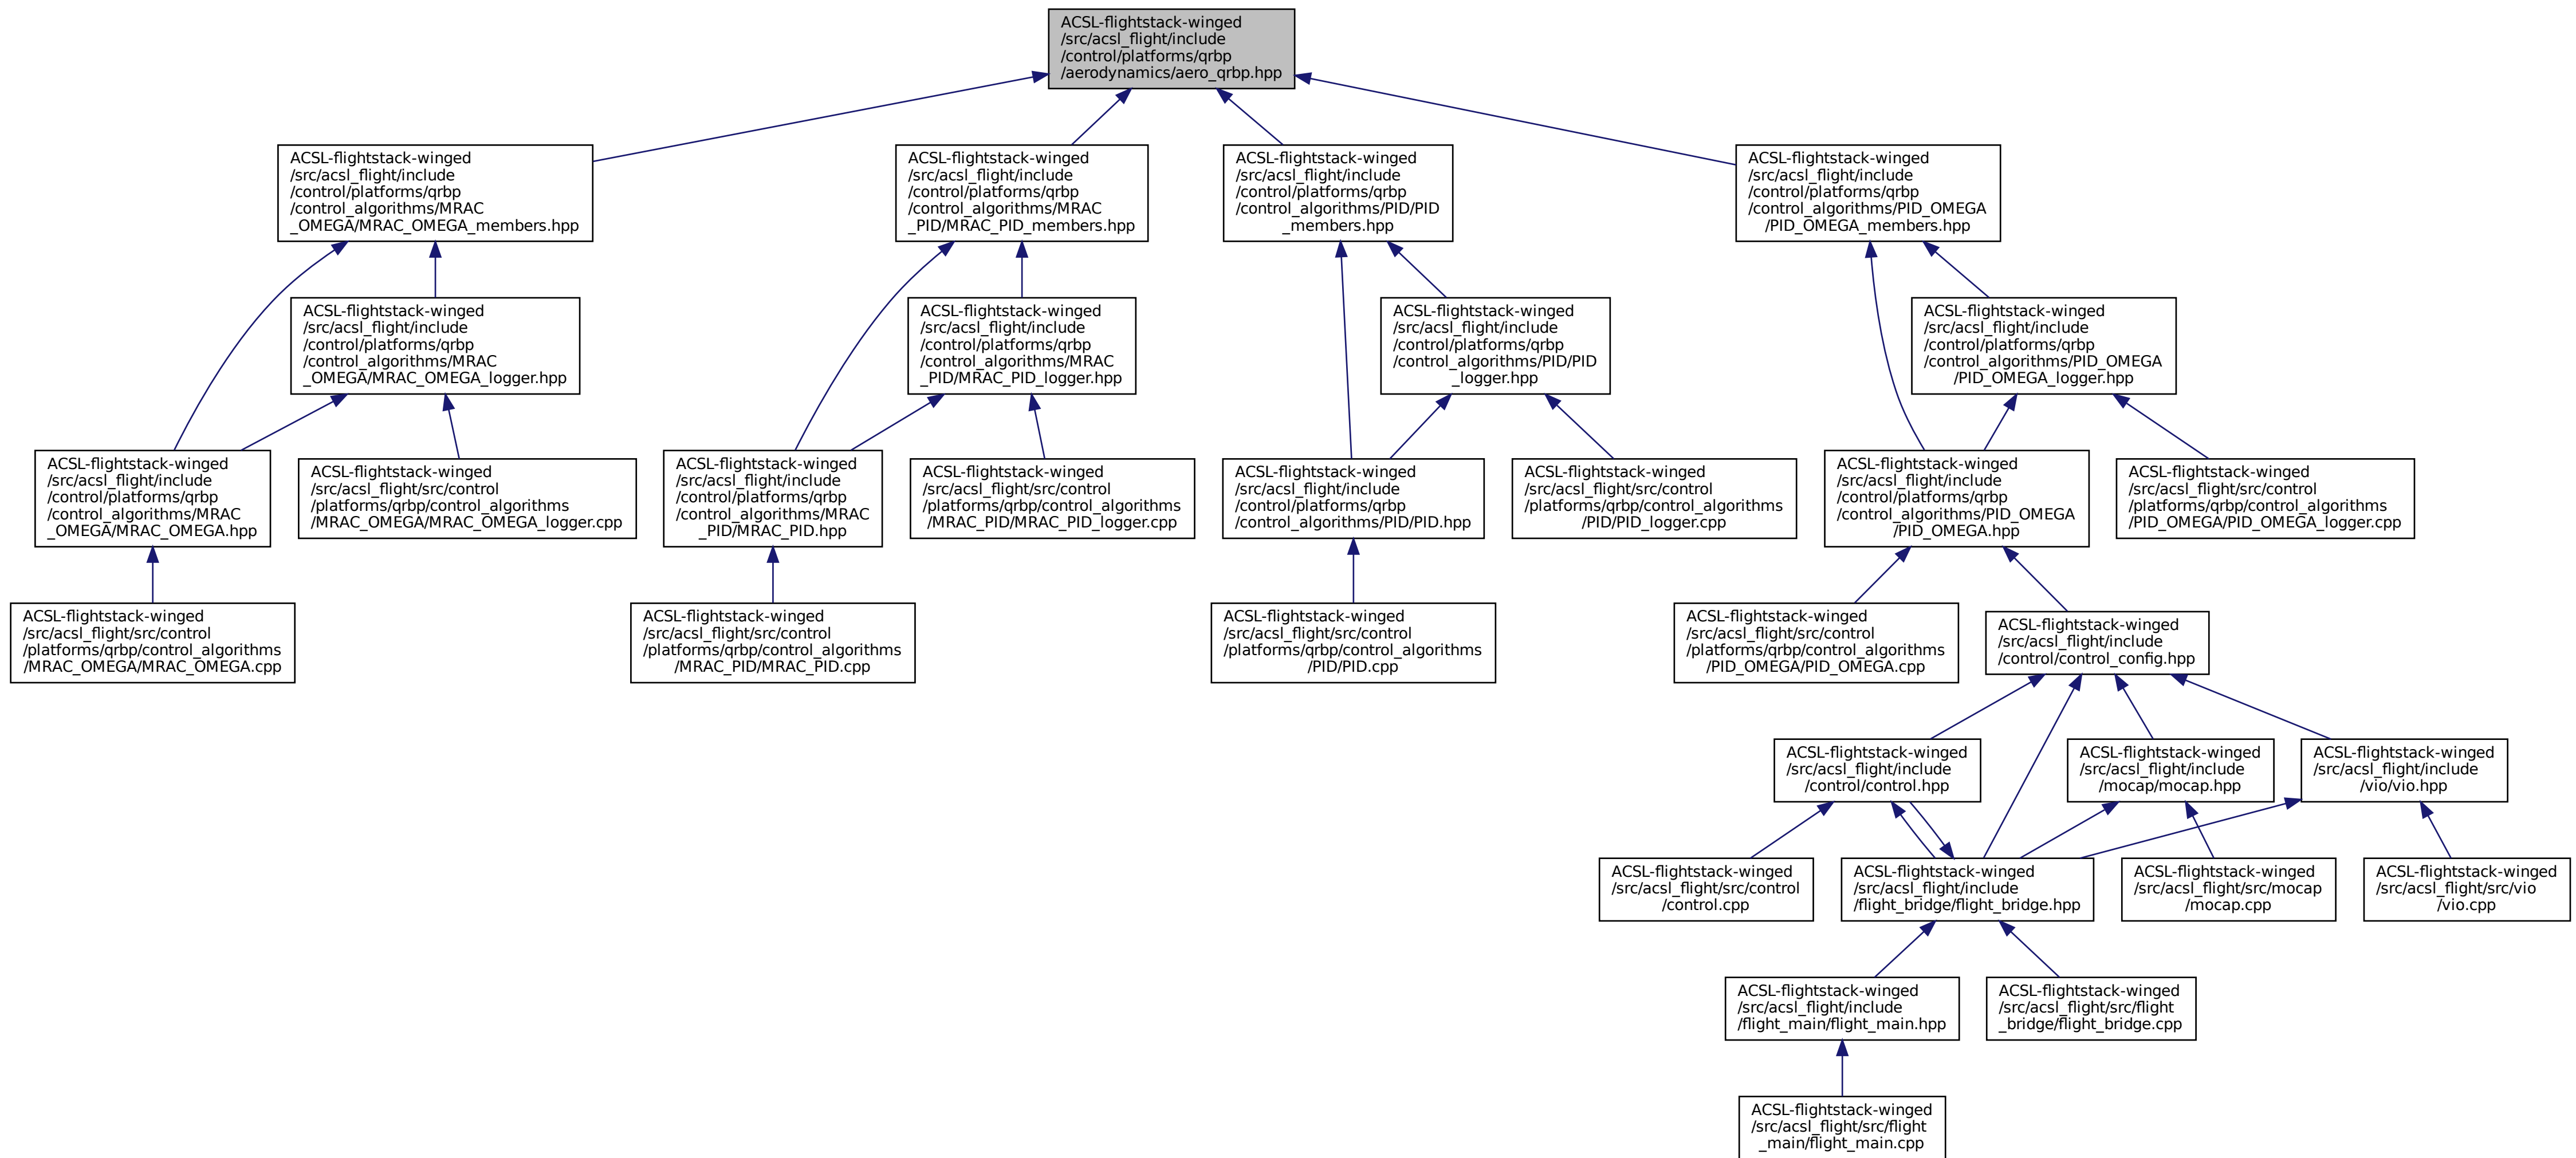 ACSL-flightstack-winged
/src/acsl_flight/include
/control/platforms/qrbp
/aerodynamics/aero_qrbp.hpp
ACSL-flightstack-winged
/src/acsl_flight/include
/control/platforms/qrbp
/control_algorithms/MRAC
_OMEGA/MRAC_OMEGA_members.hpp
ACSL-flightstack-winged
/src/acsl_flight/include
/control/platforms/qrbp
/control_algorithms/MRAC
_PID/MRAC_PID_members.hpp
ACSL-flightstack-winged
/src/acsl_flight/include
/control/platforms/qrbp
/control_algorithms/PID/PID
_members.hpp
ACSL-flightstack-winged
/src/acsl_flight/include
/control/platforms/qrbp
/control_algorithms/PID_OMEGA
/PID_OMEGA_members.hpp
ACSL-flightstack-winged
/src/acsl_flight/include
/control/platforms/qrbp
/control_algorithms/MRAC
_OMEGA/MRAC_OMEGA_logger.hpp
ACSL-flightstack-winged
/src/acsl_flight/include
/control/platforms/qrbp
/control_algorithms/MRAC
_PID/MRAC_PID_logger.hpp
ACSL-flightstack-winged
/src/acsl_flight/include
/control/platforms/qrbp
/control_algorithms/PID/PID
_logger.hpp
ACSL-flightstack-winged
/src/acsl_flight/include
/control/platforms/qrbp
/control_algorithms/PID_OMEGA
/PID_OMEGA_logger.hpp
ACSL-flightstack-winged
/src/acsl_flight/include
/control/platforms/qrbp
/control_algorithms/MRAC
_OMEGA/MRAC_OMEGA.hpp
ACSL-flightstack-winged
/src/acsl_flight/src/control
/platforms/qrbp/control_algorithms
/MRAC_OMEGA/MRAC_OMEGA_logger.cpp
ACSL-flightstack-winged
/src/acsl_flight/include
/control/platforms/qrbp
/control_algorithms/MRAC
_PID/MRAC_PID.hpp
ACSL-flightstack-winged
/src/acsl_flight/src/control
/platforms/qrbp/control_algorithms
/MRAC_PID/MRAC_PID_logger.cpp
ACSL-flightstack-winged
/src/acsl_flight/include
/control/platforms/qrbp
/control_algorithms/PID/PID.hpp
ACSL-flightstack-winged
/src/acsl_flight/src/control
/platforms/qrbp/control_algorithms
/PID/PID_logger.cpp
ACSL-flightstack-winged
/src/acsl_flight/include
/control/platforms/qrbp
/control_algorithms/PID_OMEGA
/PID_OMEGA.hpp
ACSL-flightstack-winged
/src/acsl_flight/src/control
/platforms/qrbp/control_algorithms
/PID_OMEGA/PID_OMEGA_logger.cpp
ACSL-flightstack-winged
/src/acsl_flight/src/control
/platforms/qrbp/control_algorithms
/MRAC_OMEGA/MRAC_OMEGA.cpp
ACSL-flightstack-winged
/src/acsl_flight/src/control
/platforms/qrbp/control_algorithms
/MRAC_PID/MRAC_PID.cpp
ACSL-flightstack-winged
/src/acsl_flight/src/control
/platforms/qrbp/control_algorithms
/PID/PID.cpp
ACSL-flightstack-winged
/src/acsl_flight/src/control
/platforms/qrbp/control_algorithms
/PID_OMEGA/PID_OMEGA.cpp
ACSL-flightstack-winged
/src/acsl_flight/include
/control/control_config.hpp
ACSL-flightstack-winged
/src/acsl_flight/include
/control/control.hpp
ACSL-flightstack-winged
/src/acsl_flight/include
/mocap/mocap.hpp
ACSL-flightstack-winged
/src/acsl_flight/include
/vio/vio.hpp
ACSL-flightstack-winged
/src/acsl_flight/src/control
/control.cpp
ACSL-flightstack-winged
/src/acsl_flight/include
/flight_bridge/flight_bridge.hpp
ACSL-flightstack-winged
/src/acsl_flight/src/mocap
/mocap.cpp
ACSL-flightstack-winged
/src/acsl_flight/src/vio
/vio.cpp
ACSL-flightstack-winged
/src/acsl_flight/include
/flight_main/flight_main.hpp
ACSL-flightstack-winged
/src/acsl_flight/src/flight
_bridge/flight_bridge.cpp
ACSL-flightstack-winged
/src/acsl_flight/src/flight
_main/flight_main.cpp